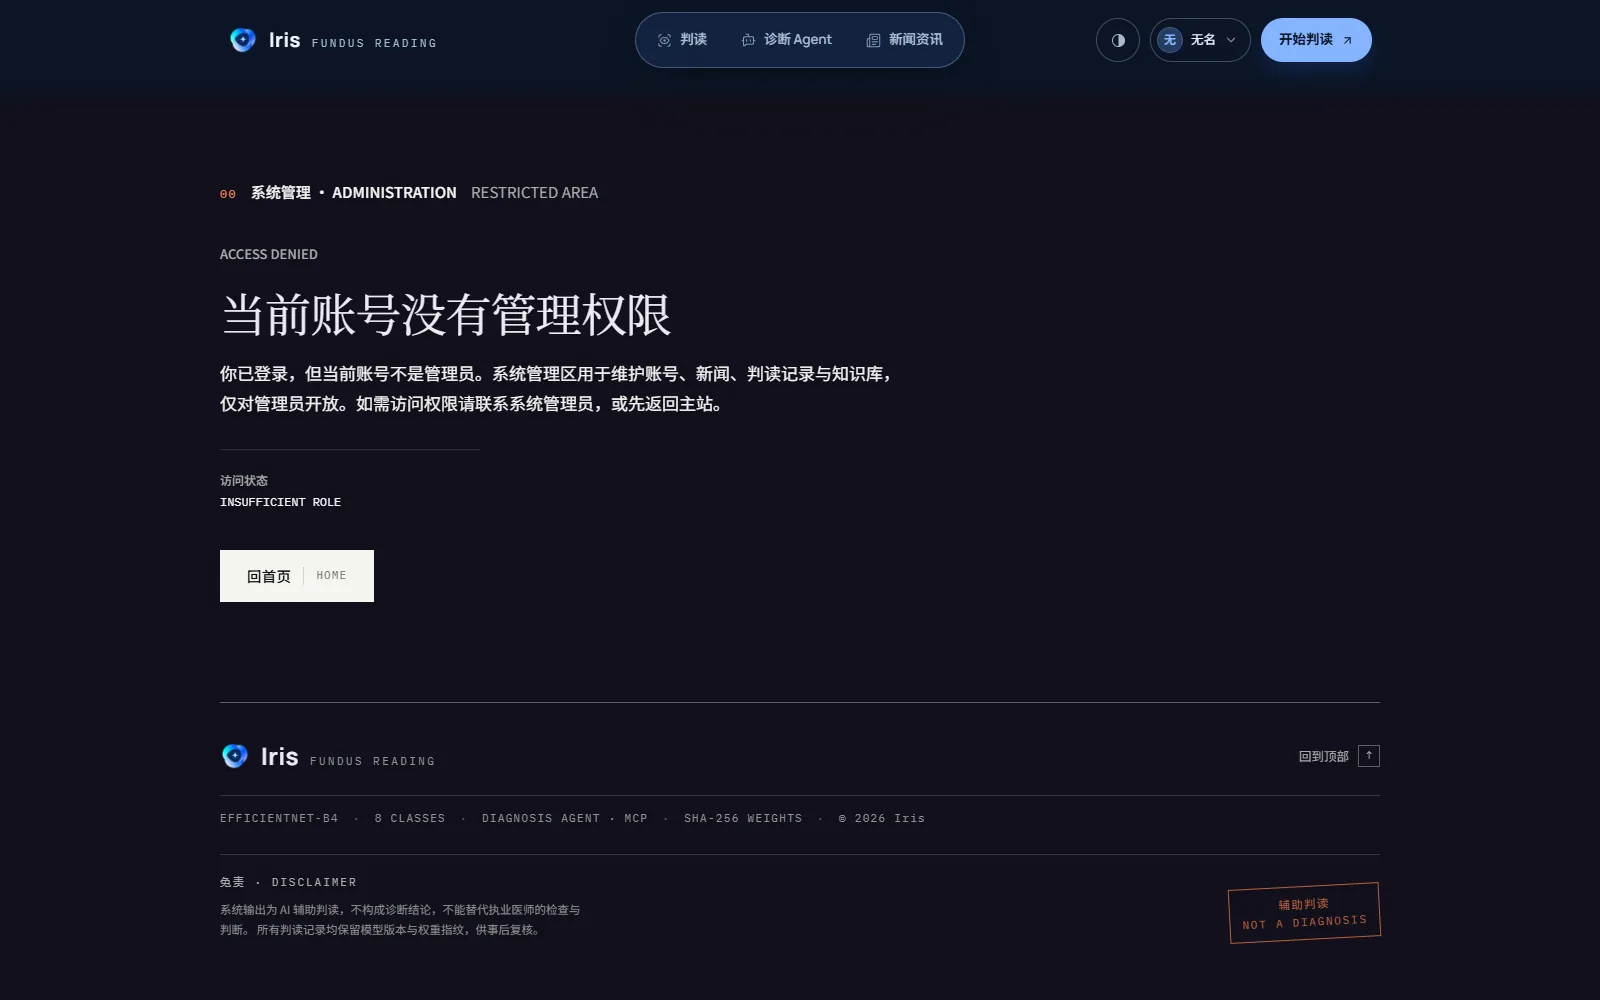 Iris FUNDUS READING
判读
诊断 Agent
新闻资讯
无 无名
开始判读
00 系统管理 · ADMINISTRATION RESTRICTED AREA
ACCESS DENIED
当前账号没有管理权限
你已登录，但当前账号不是管理员。系统管理区用于维护账号、新闻、判读记录与知识库，
仅对管理员开放。如需访问权限请联系系统管理员，或先返回主站。
访问状态
INSUFFICIENT ROLE
回首页 HOME
Iris FUNDUS READING
回到顶部 ↑
EFFICIENTNET-B4 · 8 CLASSES · DIAGNOSIS AGENT · MCP · SHA-256 WEIGHTS · © 2026 Iris
免责 · DISCLAIMER
系统输出为 AI 辅助判读，不构成诊断结论，不能替代执业医师的检查与
判断。 所有判读记录均保留模型版本与权重指纹，供事后复核。
辅助判读
NOT A DIAGNOSIS